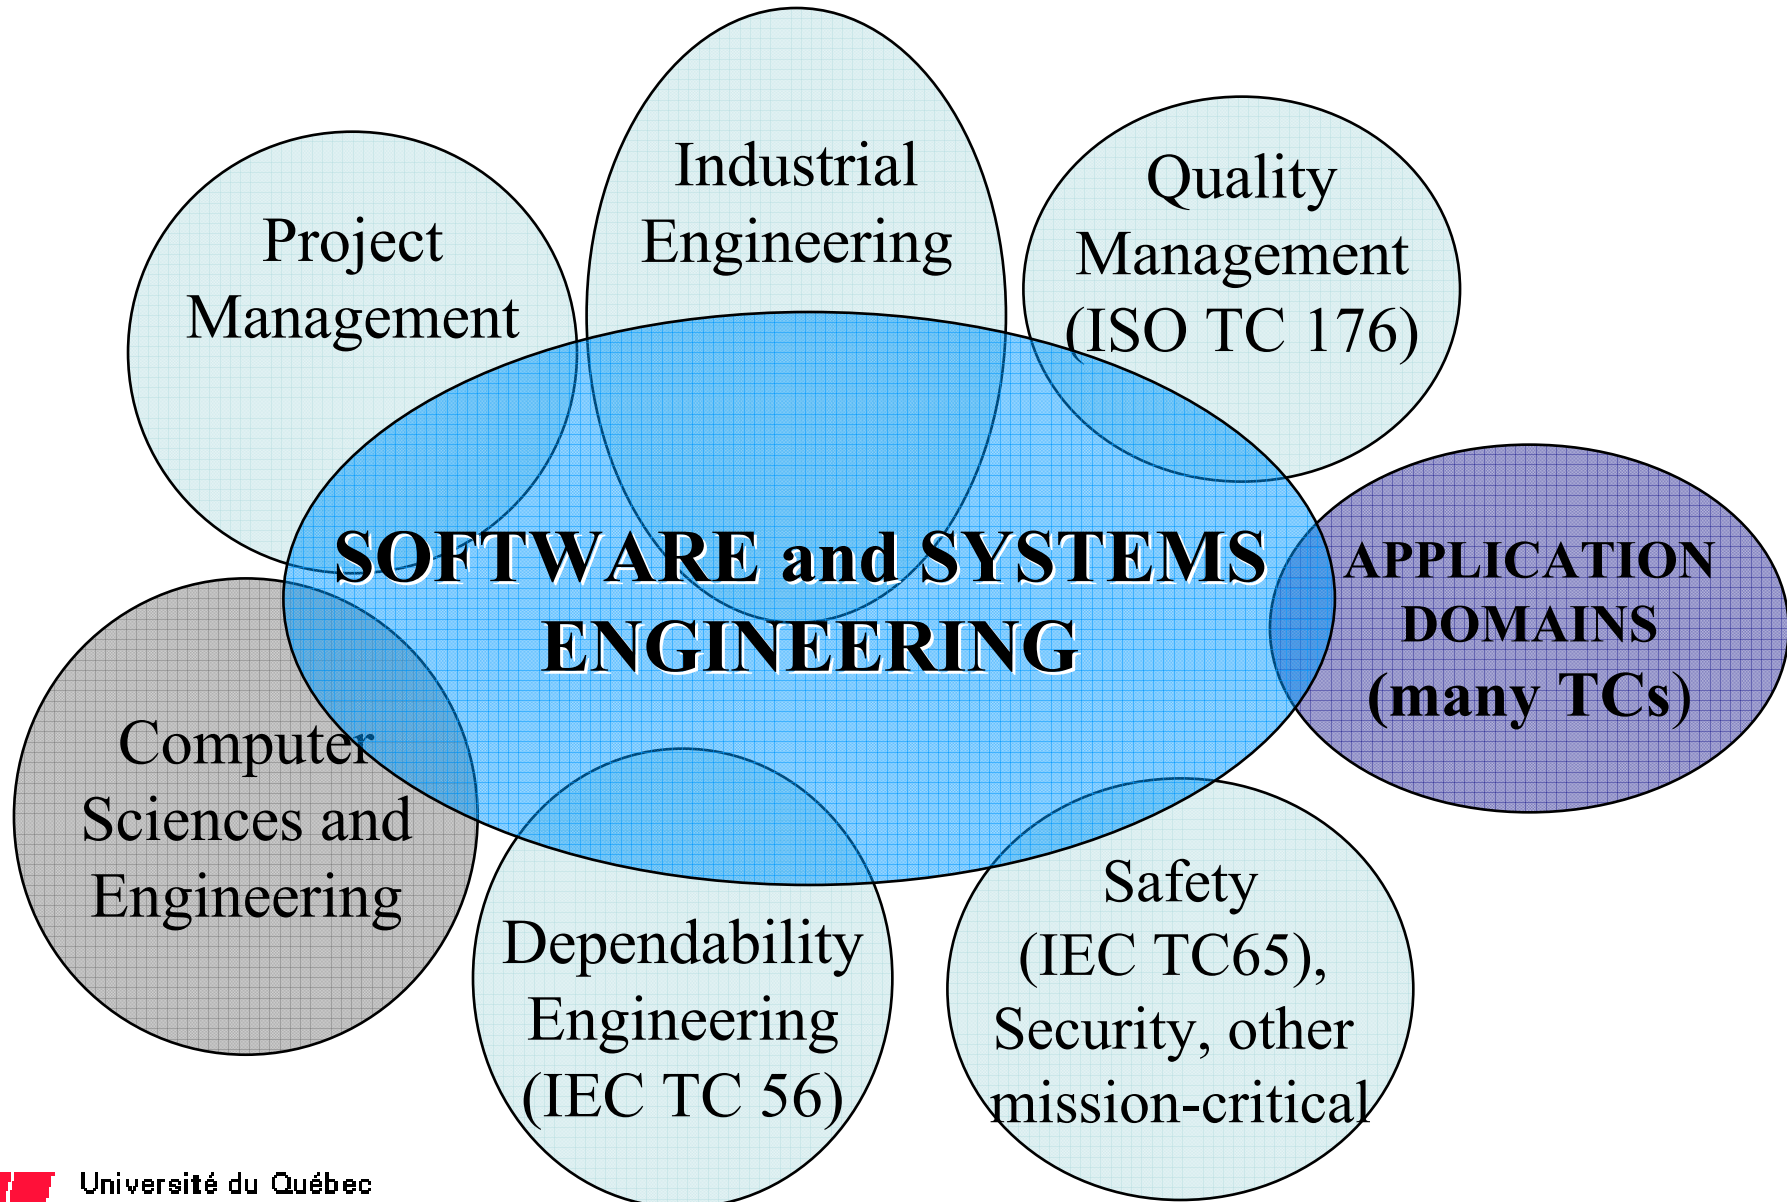 Industrial
Engineering
Quality
Management
(ISO TC 176)
Project
Management
SOFTWARE and SYSTEMS
ENGINEERING
APPLICATION
DOMAINS
(many TCs)
Computer
Sciences and
Engineering
Dependability
Engineering
(IEC TC 56)
Safety
(IEC TC65),
Security, other
mission-critical
Université du Québec